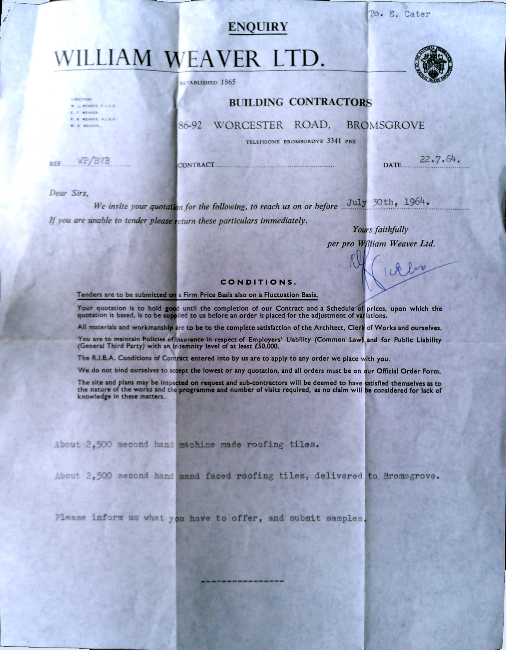 To. E. Cater
ENQUIRY
WILLIAM WEAVER LTD.
ESTABLISHED 1865
DIRECTORS
BUILDING CONTRACTORS
86-92 WORCESTER ROAD, BROMSGROVE
TELEPHONE BROMSGROVE 3341 PBX
REF WP/BVB CONTRACT DATE 22.7.64.
Dear Sirs,
We invite your quotation for the following, to reach us on or before July 30th, 1964.
If you are unable to tender please return these particulars immediately.
Yours faithfully
per pro William Weaver Ltd.
CONDITIONS.
Tenders are to be submitted on a Firm Price Basis also on a Fluctuation Basis.
Your quotation is to hold good until the completion of our Contract and a Schedule of prices, upon which the
quotation is based, is to be supplied to us before an order is placed for the adjustment of variations.
All materials and workmanship are to be to the complete satisfaction of the Architect, Clerk of Works and ourselves.
You are to maintain Policies of Insurance in respect of Employers' Liability (Common Law) and for Public Liability
(General Third Party) with an Indemnity level of at least £50,000.
The R.I.B.A. Conditions of Contract entered into by us are to apply to any order we place with you.
We do not bind ourselves to accept the lowest or any quotation, and all orders must be on our Official Order Form.
The site and plans may be inspected on request and sub-contractors will be deemed to have satisfied themselves as to
the nature of the works and the programme and number of visits required, as no claim will be considered for lack of
knowledge in these matters.
About 2,500 second hand machine made roofing tiles.
About 2,500 second hand sand faced roofing tiles, delivered to Bromsgrove.
Please inform us what you have to offer, and submit samples.